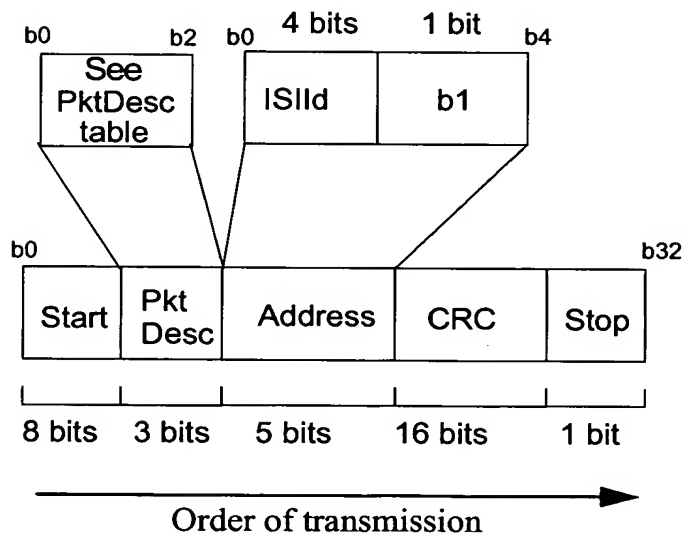 4 bits 1 bit
b0 b2 b0 b4
See
PktDesc
table
ISIId b1
b0 b32
Start Pkt
Desc Address CRC Stop
8 bits 3 bits 5 bits 16 bits 1 bit
Order of transmission